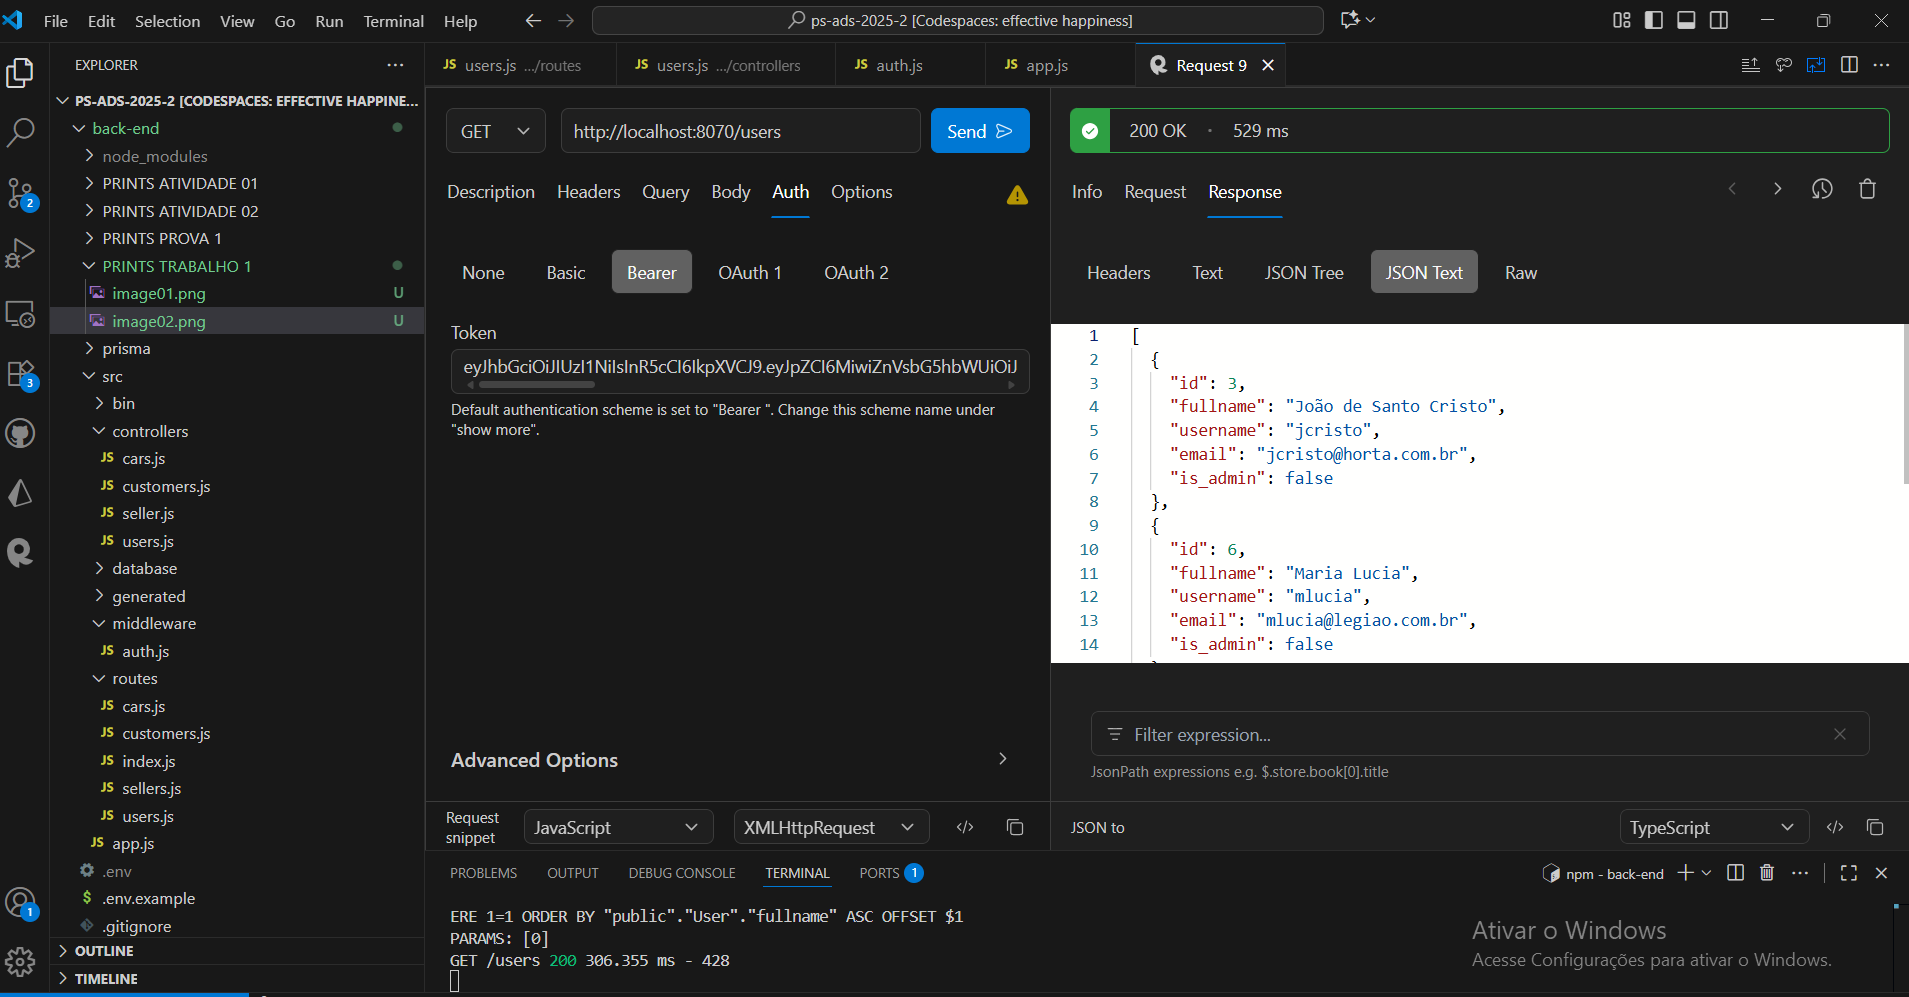 File Edit Selection View Go Run Terminal Help
ps-ads-2025-2 [Codespaces: effective happiness]
EXPLORER
PS-ADS-2025-2 [CODESPACES: EFFECTIVE HAPPINE...
back-end
node_modules
PRINTS ATIVIDADE 01
PRINTS ATIVIDADE 02
PRINTS PROVA 1
PRINTS TRABALHO 1
image01.png U
image02.png U
prisma
src
bin
controllers
JS cars.js
JS customers.js
JS seller.js
JS users.js
database
generated
middleware
JS auth.js
routes
JS cars.js
JS customers.js
JS index.js
JS sellers.js
JS users.js
JS app.js
.env
$ .env.example
.gitignore
OUTLINE
TIMELINE
2
3
1
JS users.js .../routes
JS users.js .../controllers
JS auth.js
JS app.js
Request 9
GET
http://localhost:8070/users
Send
Description Headers Query Body Auth Options
None Basic Bearer OAuth 1 OAuth 2
Token
eyJhbGciOiJIUzI1NiIsInR5cCI6IkpXVCJ9.eyJpZCI6MiwiZnVsbG5hbWUiOiJ
Default authentication scheme is set to "Bearer ". Change this scheme name under
"show more".
Advanced Options
Request
snippet
JavaScript
XMLHttpRequest
200 OK · 529 ms
Info Request Response
Headers Text JSON Tree JSON Text Raw
1 [
2 {
3 "id": 3,
4 "fullname": "João de Santo Cristo",
5 "username": "jcristo",
6 "email": "jcristo@horta.com.br",
7 "is_admin": false
8 },
9 {
10 "id": 6,
11 "fullname": "Maria Lucia",
12 "username": "mlucia",
13 "email": "mlucia@legiao.com.br",
14 "is_admin": false
Filter expression...
JsonPath expressions e.g. $.store.book[0].title
JSON to
TypeScript
PROBLEMS OUTPUT DEBUG CONSOLE TERMINAL PORTS 1
npm - back-end
ERE 1=1 ORDER BY "public"."User"."fullname" ASC OFFSET $1
PARAMS: [0]
GET /users 200 306.355 ms - 428
Ativar o Windows
Acesse Configurações para ativar o Windows.